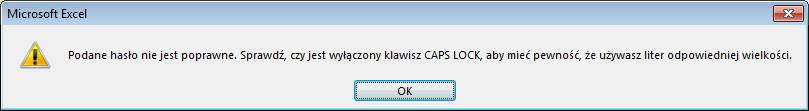 Microsoft Excel
Podane hasło nie jest poprawne. Sprawdź, czy jest wyłączony klawisz CAPS LOCK, aby mieć pewność, że używasz liter odpowiedniej wielkości.
OK